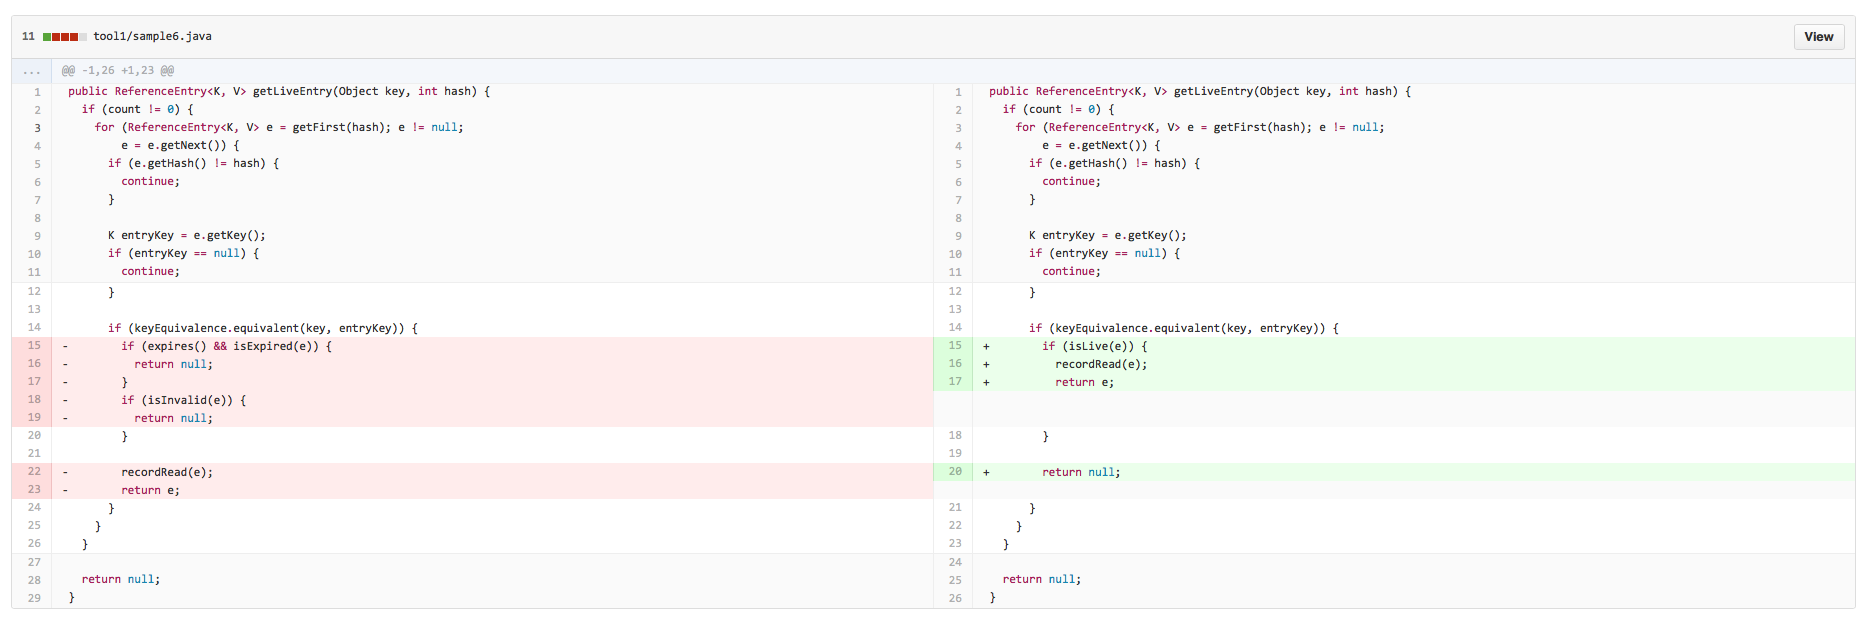 11 tool1/sample6.java View
... @@ -1,26 +1,23 @@
1 public ReferenceEntry<K, V> getLiveEntry(Object key, int hash) {
2 if (count != 0) {
3 for (ReferenceEntry<K, V> e = getFirst(hash); e != null;
4 e = e.getNext()) {
5 if (e.getHash() != hash) {
6 continue;
7 }
8
9 K entryKey = e.getKey();
10 if (entryKey == null) {
11 continue;
12 }
13
14 if (keyEquivalence.equivalent(key, entryKey)) {
15 - if (expires() && isExpired(e)) {
16 - return null;
17 - }
18 - if (isInvalid(e)) {
19 - return null;
20 }
21
22 - recordRead(e);
23 - return e;
24 }
25 }
26 }
27
28 return null;
29 }
1 public ReferenceEntry<K, V> getLiveEntry(Object key, int hash) {
2 if (count != 0) {
3 for (ReferenceEntry<K, V> e = getFirst(hash); e != null;
4 e = e.getNext()) {
5 if (e.getHash() != hash) {
6 continue;
7 }
8
9 K entryKey = e.getKey();
10 if (entryKey == null) {
11 continue;
12 }
13
14 if (keyEquivalence.equivalent(key, entryKey)) {
15 + if (isLive(e)) {
16 + recordRead(e);
17 + return e;
18 }
19
20 + return null;
21 }
22 }
23 }
24
25 return null;
26 }